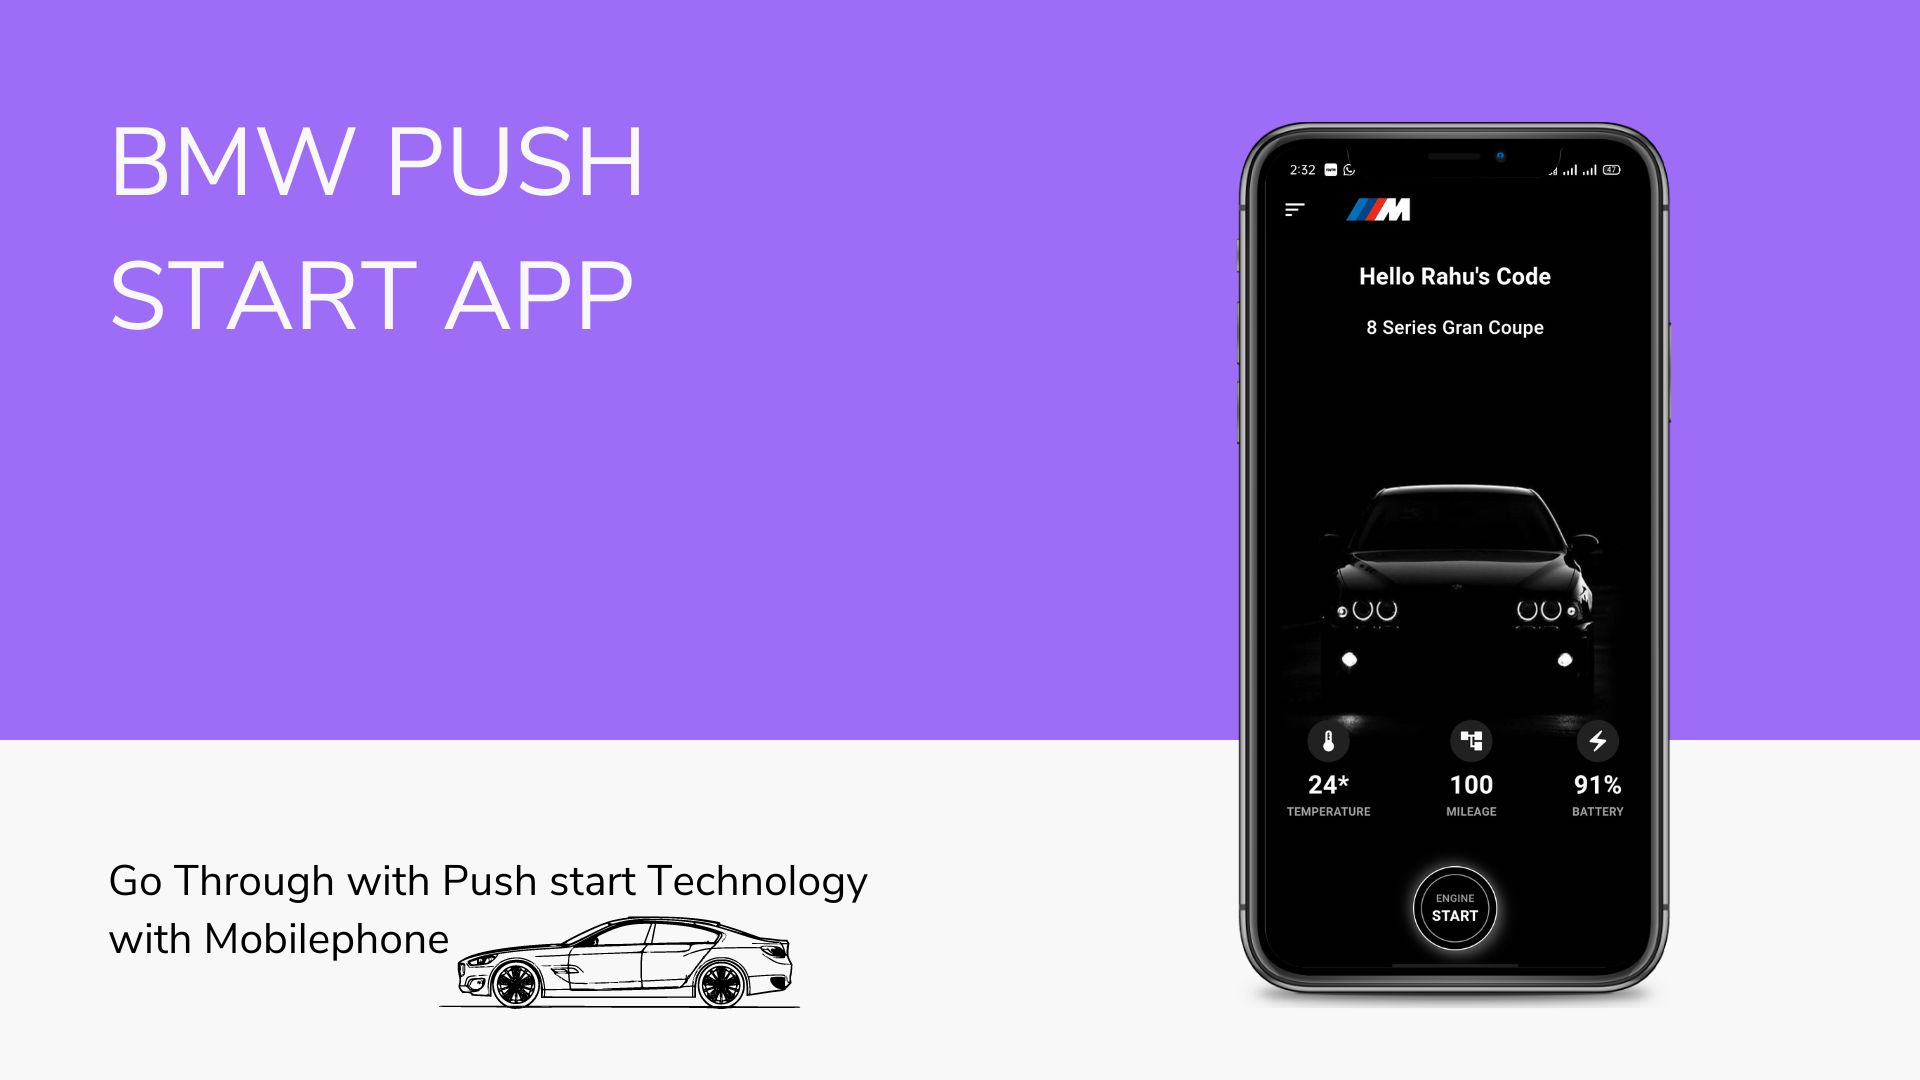 BMW PUSH
START APP
2:32
47
M
Hello Rahu's Code
8 Series Gran Coupe
24* 100 91%
TEMPERATURE MILEAGE BATTERY
ENGINE
START
Go Through with Push start Technology
with Mobilephone